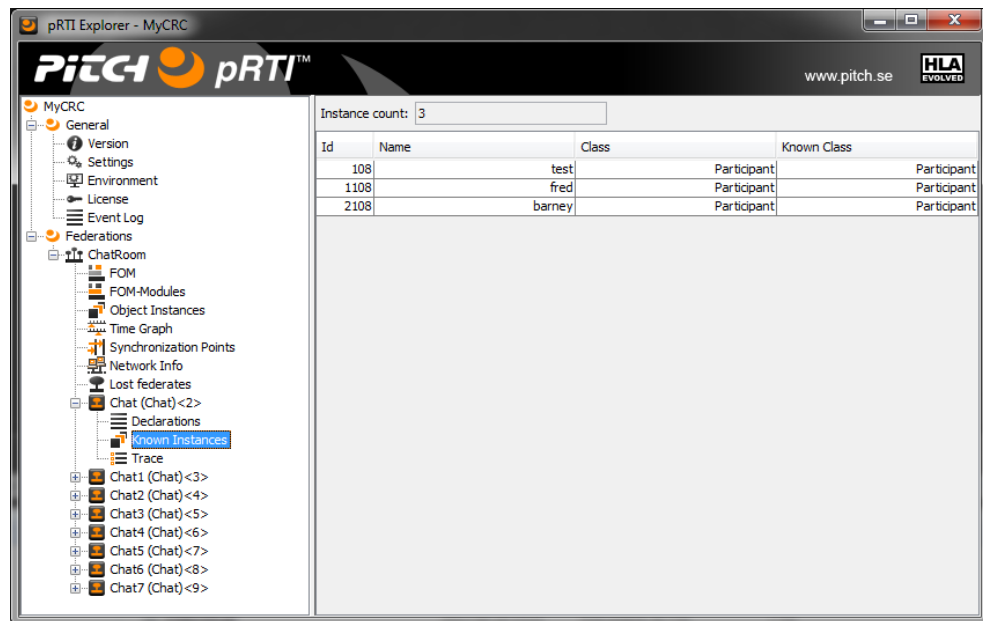 pRTI Explorer - MyCRC
PITCH pRTI™
www.pitch.se
HLA
EVOLVED
MyCRC
General
Version
Settings
Environment
License
Event Log
Federations
ChatRoom
FOM
FOM-Modules
Object Instances
Time Graph
Synchronization Points
Network Info
Lost federates
Chat (Chat)<2>
Declarations
Known Instances
Trace
Chat1 (Chat)<3>
Chat2 (Chat)<4>
Chat3 (Chat)<5>
Chat4 (Chat)<6>
Chat5 (Chat)<7>
Chat6 (Chat)<8>
Chat7 (Chat)<9>
Instance count: 3
Id Name Class Known Class
108 test Participant Participant
1108 fred Participant Participant
2108 barney Participant Participant